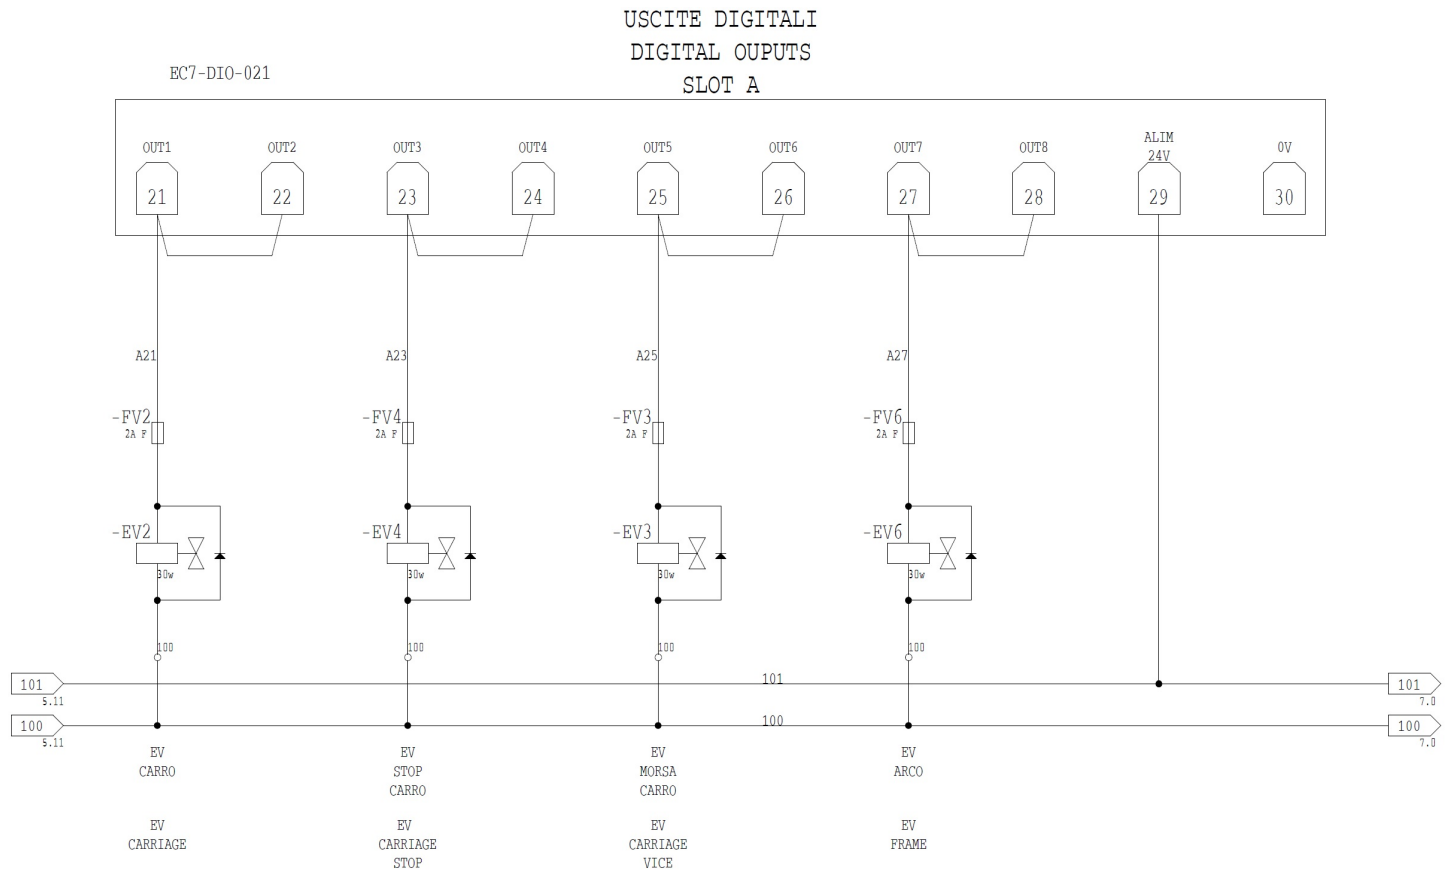 USCITE DIGITALI
DIGITAL OUPUTS
SLOT A
EC7-DIO-021
OUT1
OUT2
OUT3
OUT4
OUT5
OUT6
OUT7
OUT8
ALIM
24V
0V
21
22
23
24
25
26
27
28
29
30
A21
A23
A25
A27
-FV2
2A F
-FV4
2A F
-FV3
2A F
-FV6
2A F
-EV2
30w
-EV4
30w
-EV3
30w
-EV6
30w
100
100
100
100
101
5.11
101
101
7.0
100
5.11
100
100
7.0
EV
CARRO
EV
STOP
CARRO
EV
MORSA
CARRO
EV
ARCO
EV
CARRIAGE
EV
CARRIAGE
STOP
EV
CARRIAGE
VICE
EV
FRAME